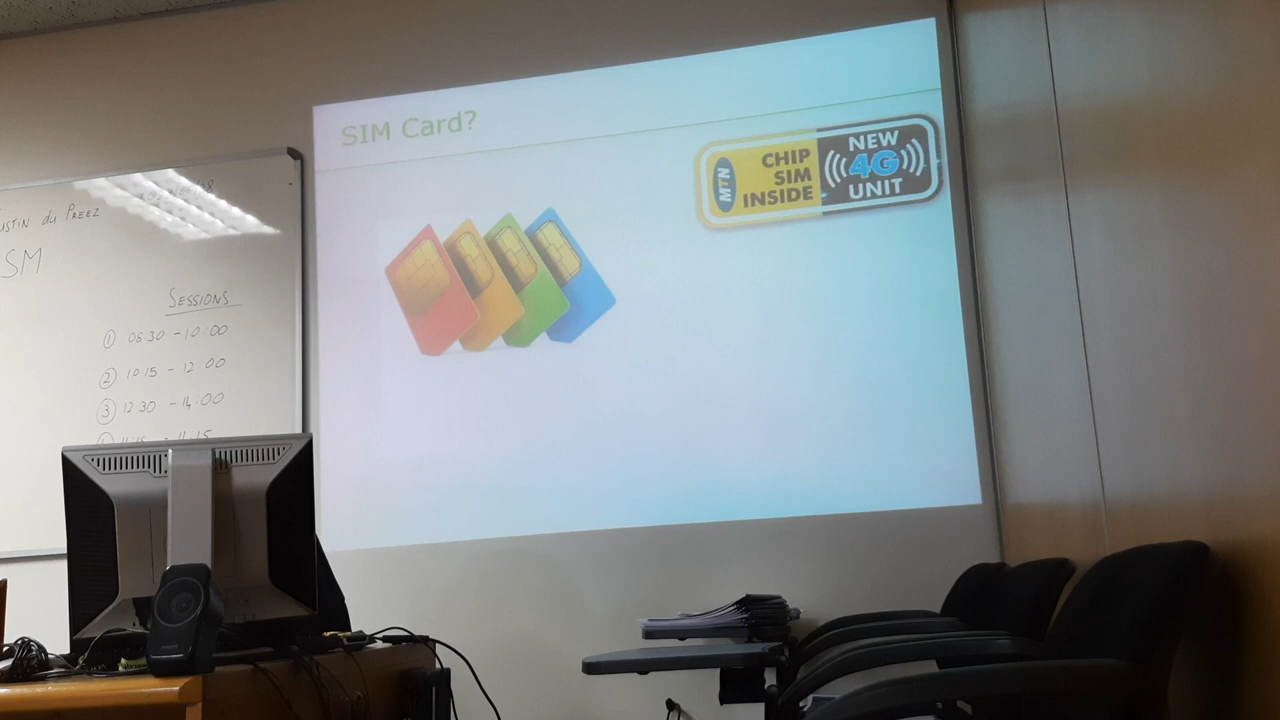 USTIN du PREEZ
SM
SESSIONS
① 08:30 - 10:00
② 10:15 - 12:00
③ 12:30 - 14:00
SIM Card?
MTN
CHIP
SIM
INSIDE
NEW
4G
UNIT